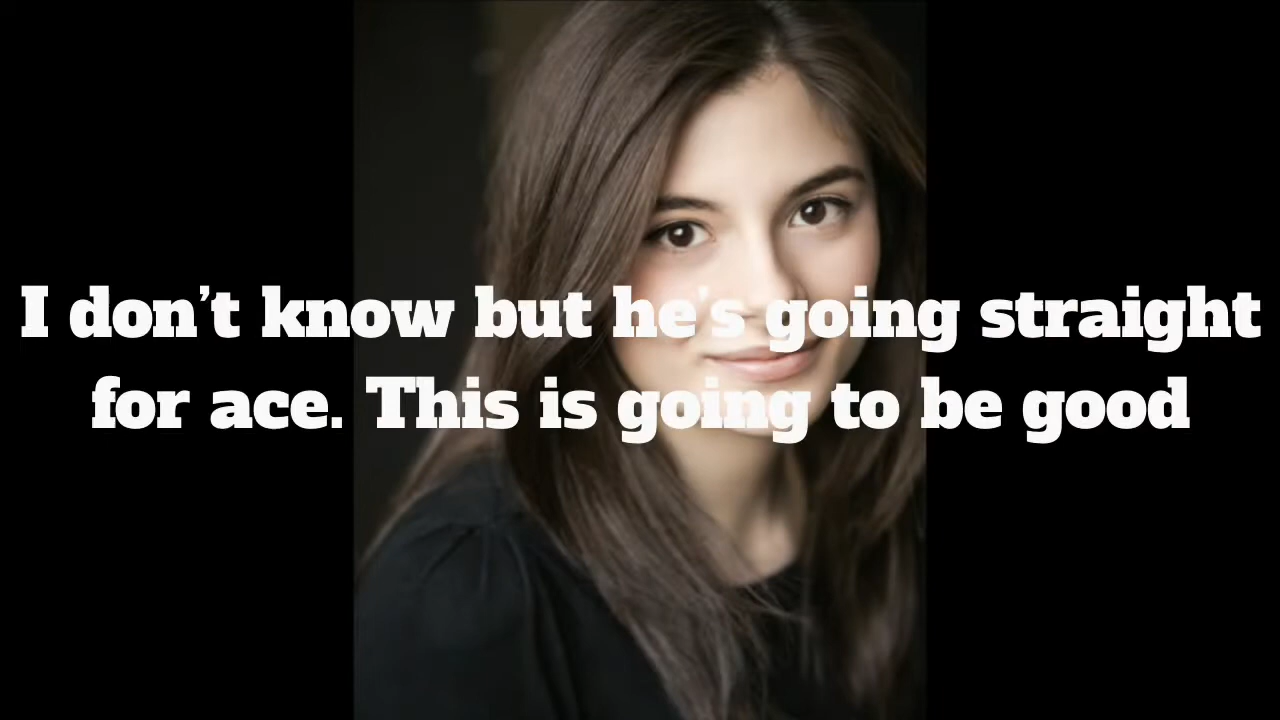 I don’t know but he’s going straight
for ace. This is going to be good